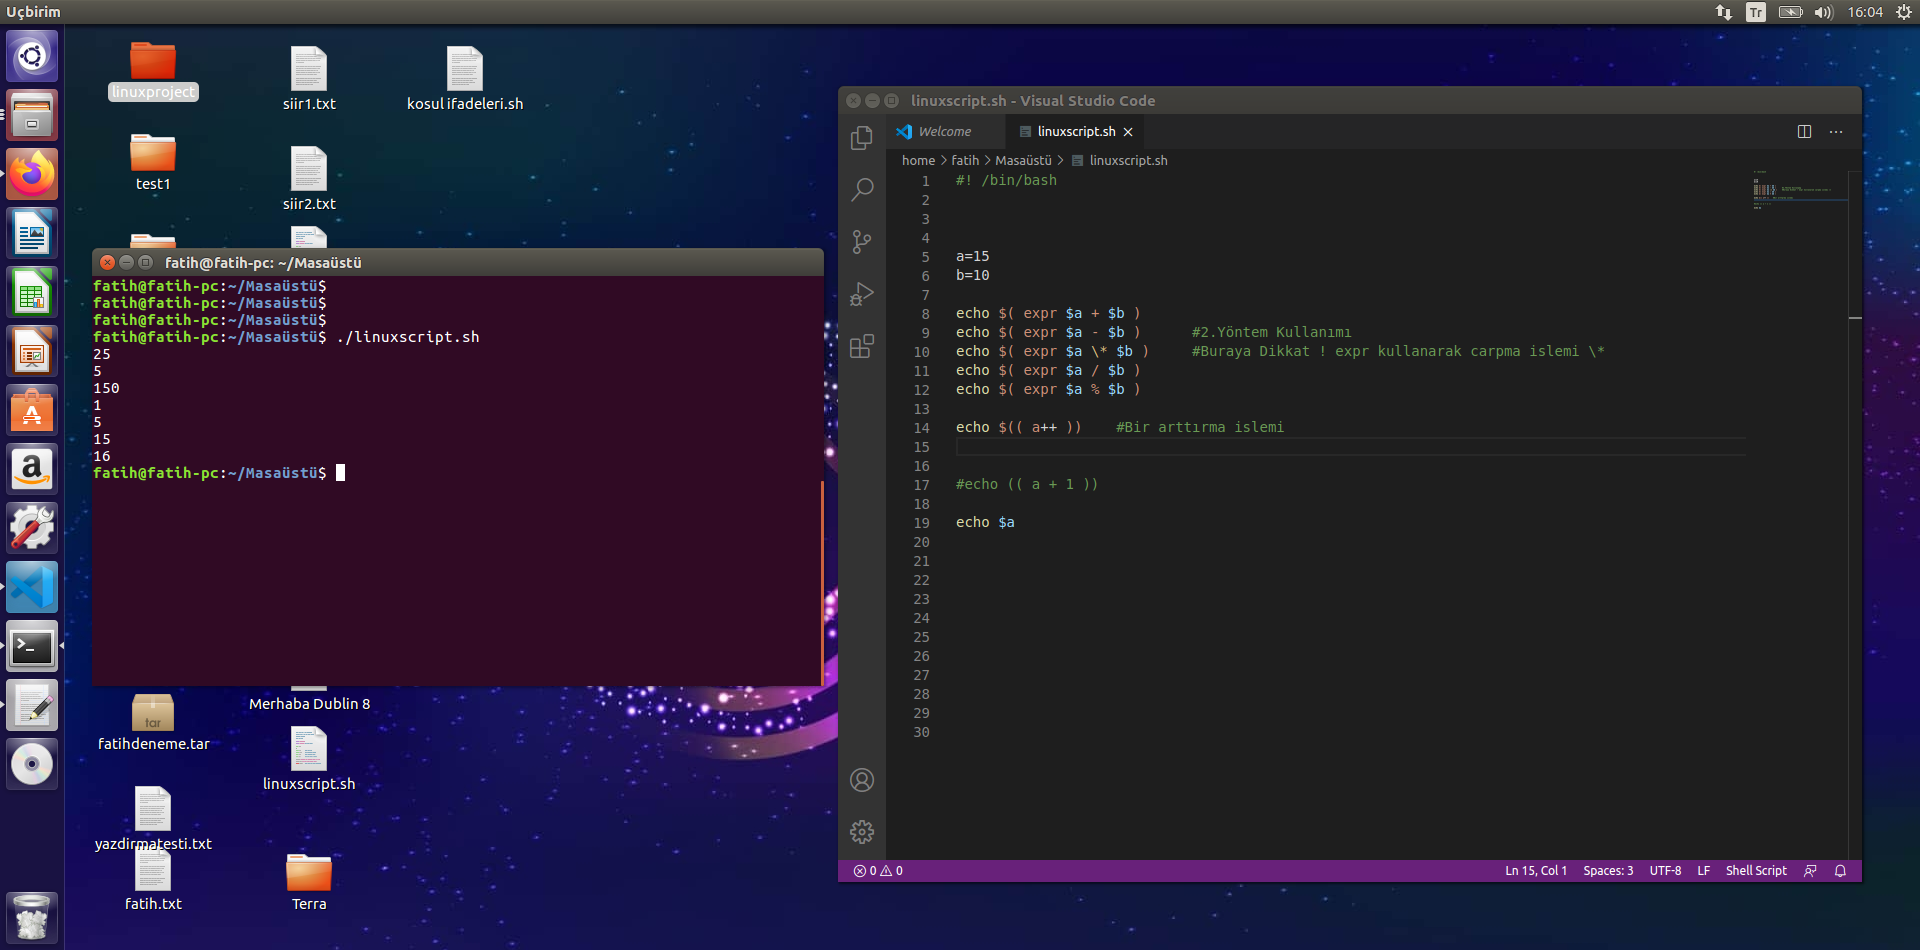 Uçbirim
Tr
16:04
linuxproject
siir1.txt
kosul ifadeleri.sh
test1
siir2.txt
fatih@fatih-pc: ~/Masaüstü
fatih@fatih-pc:~/Masaüstü$
fatih@fatih-pc:~/Masaüstü$
fatih@fatih-pc:~/Masaüstü$
fatih@fatih-pc:~/Masaüstü$ ./linuxscript.sh
25
5
150
1
5
15
16
fatih@fatih-pc:~/Masaüstü$
Merhaba Dublin 8
tar
fatihdeneme.tar
linuxscript.sh
yazdirmatesti.txt
fatih.txt
Terra
linuxscript.sh - Visual Studio Code
Welcome
linuxscript.sh
home > fatih > Masaüstü > linuxscript.sh
1 #! /bin/bash
2
3
4
5 a=15
6 b=10
7
8 echo $( expr $a + $b )
9 echo $( expr $a - $b ) #2.Yöntem Kullanımı
10 echo $( expr $a \* $b ) #Buraya Dikkat ! expr kullanarak carpma islemi \*
11 echo $( expr $a / $b )
12 echo $( expr $a % $b )
13
14 echo $(( a++ )) #Bir arttırma islemi
15
16
17 #echo (( a + 1 ))
18
19 echo $a
20
21
22
23
24
25
26
27
28
29
30
0 0
Ln 15, Col 1 Spaces: 3 UTF-8 LF Shell Script